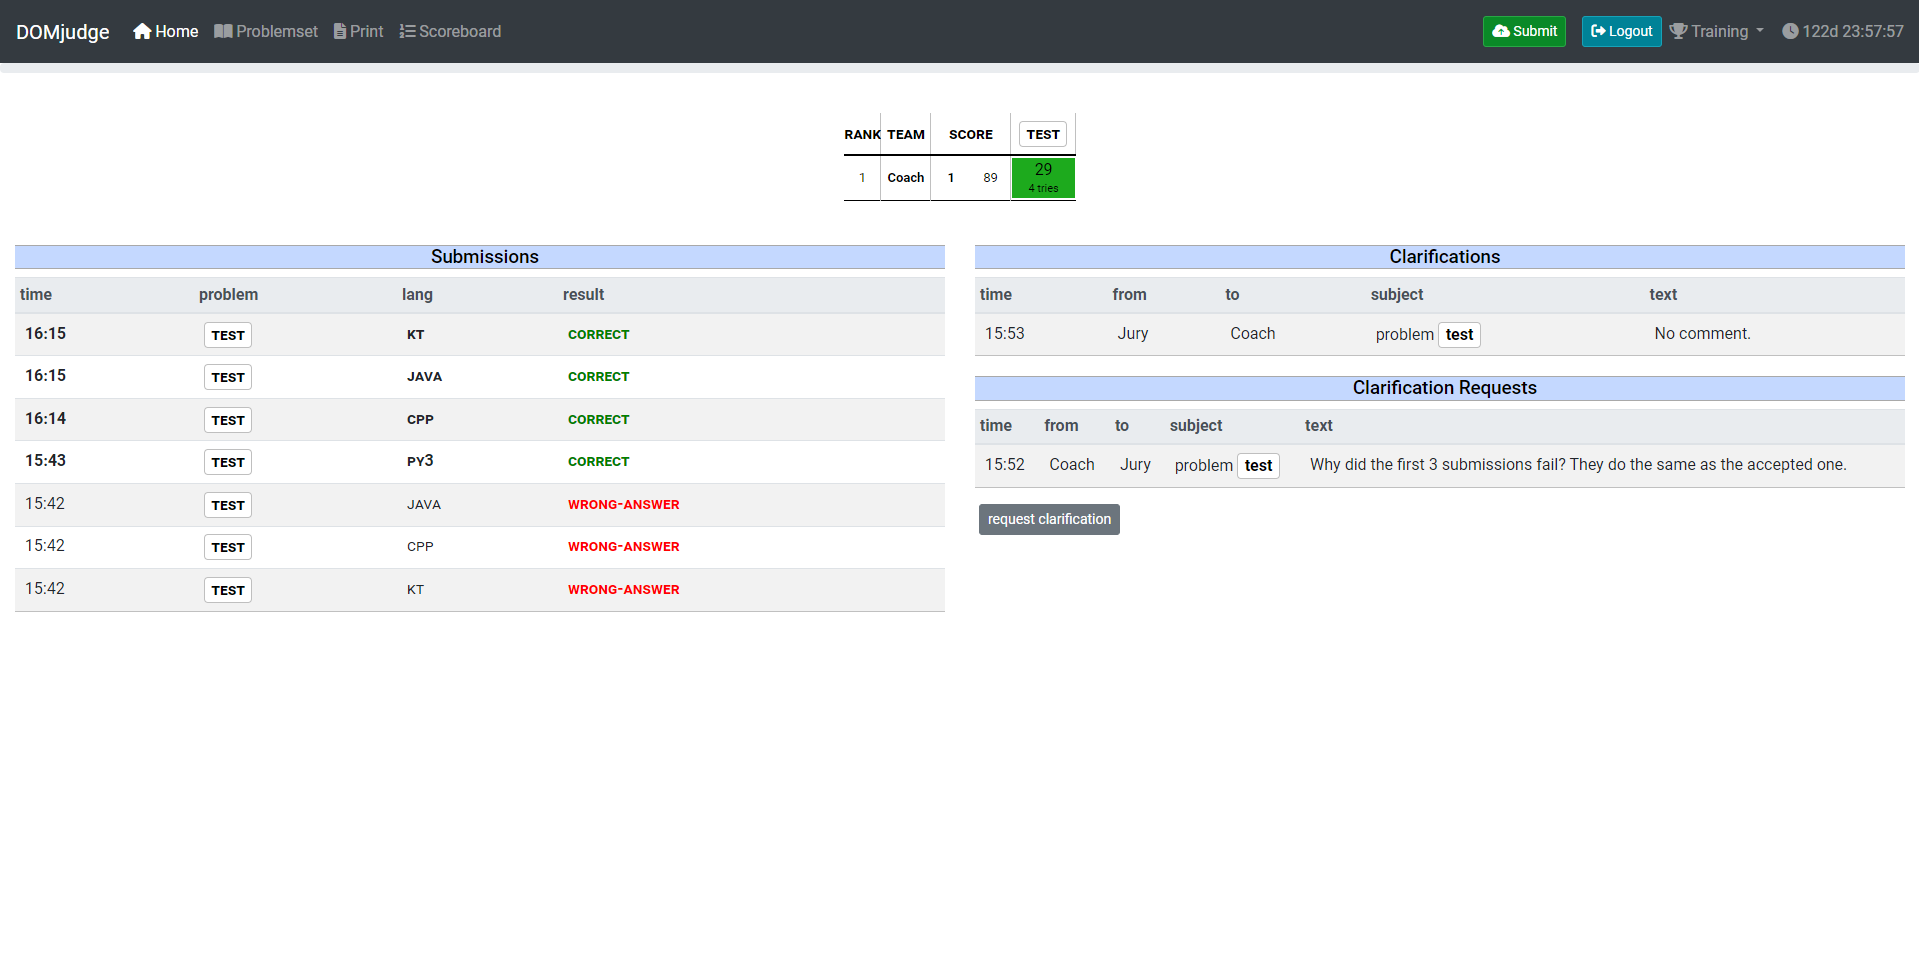 DOMjudge Home Problemset Print Scoreboard Submit Logout Training 122d 23:57:57
RANK TEAM SCORE TEST
1 Coach 1 89 29
4 tries
Submissions
time problem lang result
16:15 TEST KT CORRECT
16:15 TEST JAVA CORRECT
16:14 TEST CPP CORRECT
15:43 TEST PY3 CORRECT
15:42 TEST JAVA WRONG-ANSWER
15:42 TEST CPP WRONG-ANSWER
15:42 TEST KT WRONG-ANSWER
Clarifications
time from to subject text
15:53 Jury Coach problem test No comment.
Clarification Requests
time from to subject text
15:52 Coach Jury problem test Why did the first 3 submissions fail? They do the same as the accepted one.
request clarification